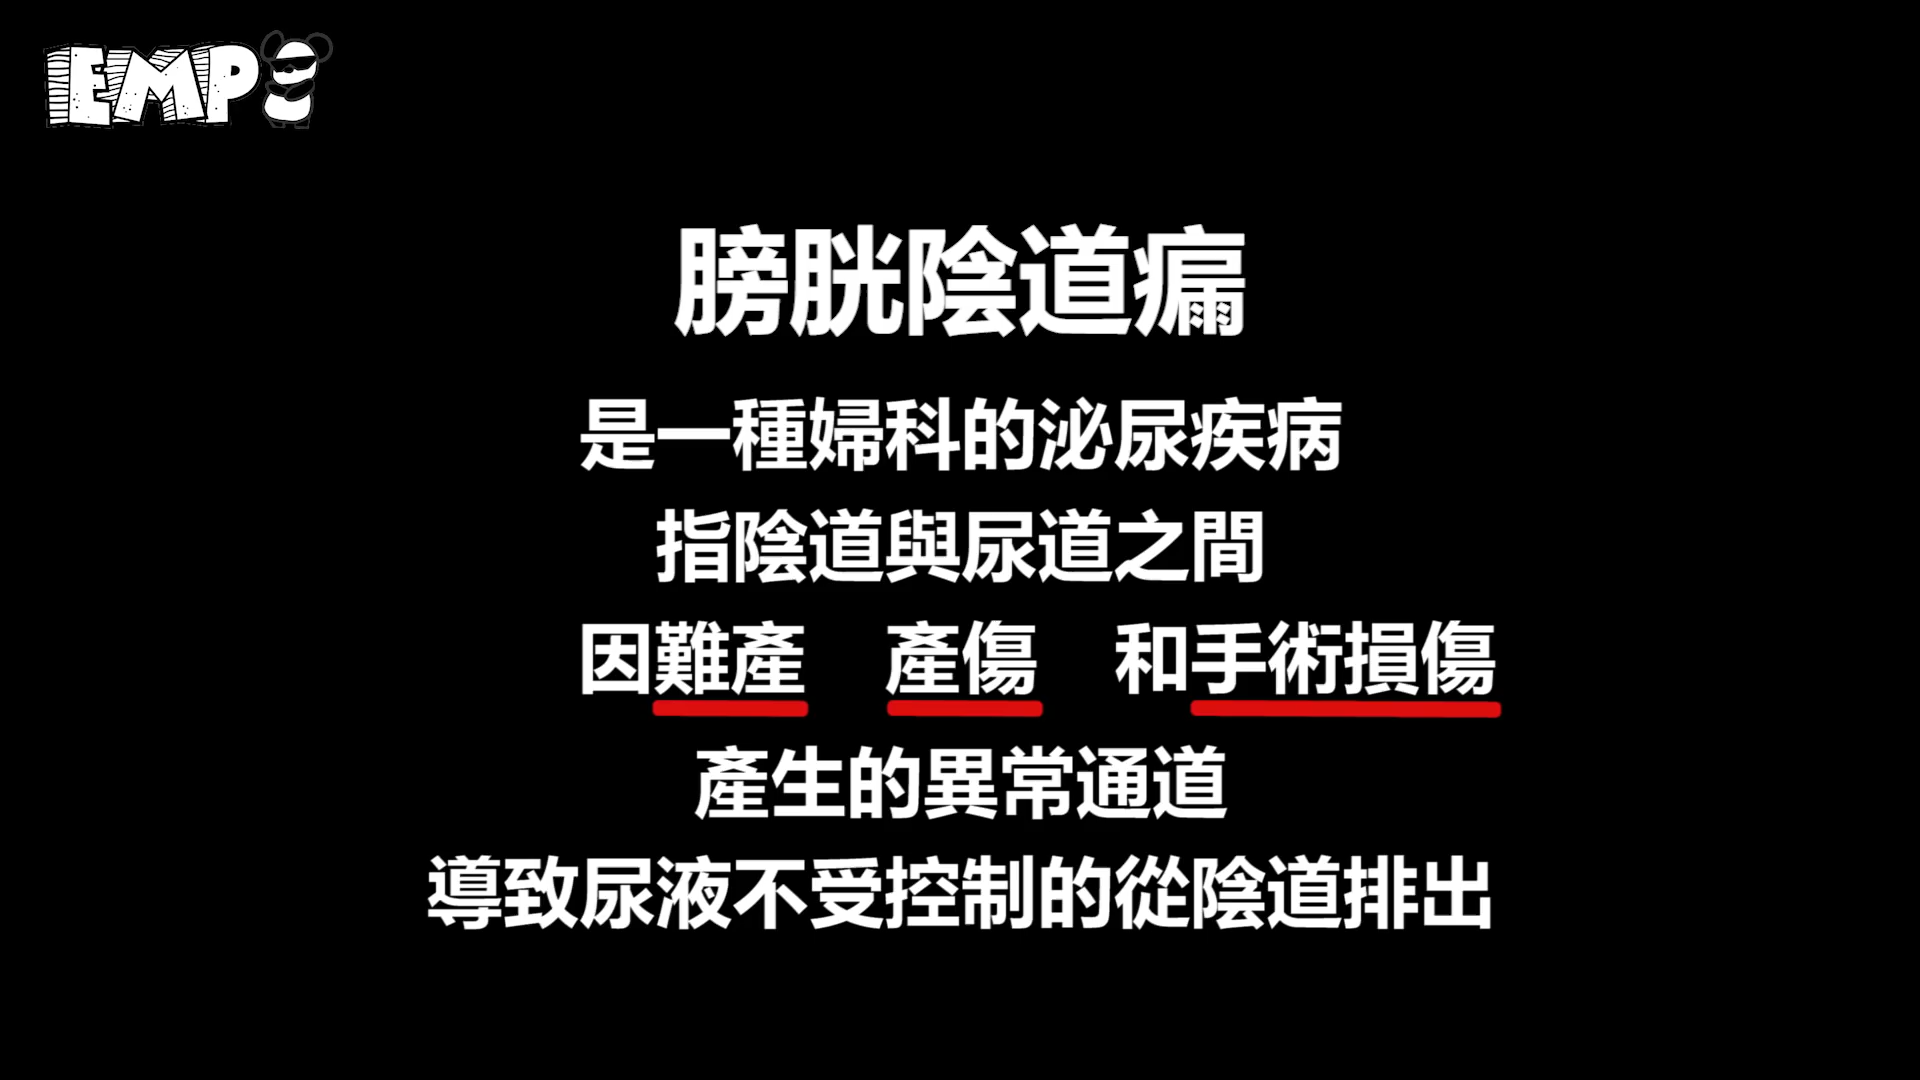 EMP
膀胱陰道瘺
是一種婦科的泌尿疾病
指陰道與尿道之間
因難產　產傷　和手術損傷
產生的異常通道
導致尿液不受控制的從陰道排出